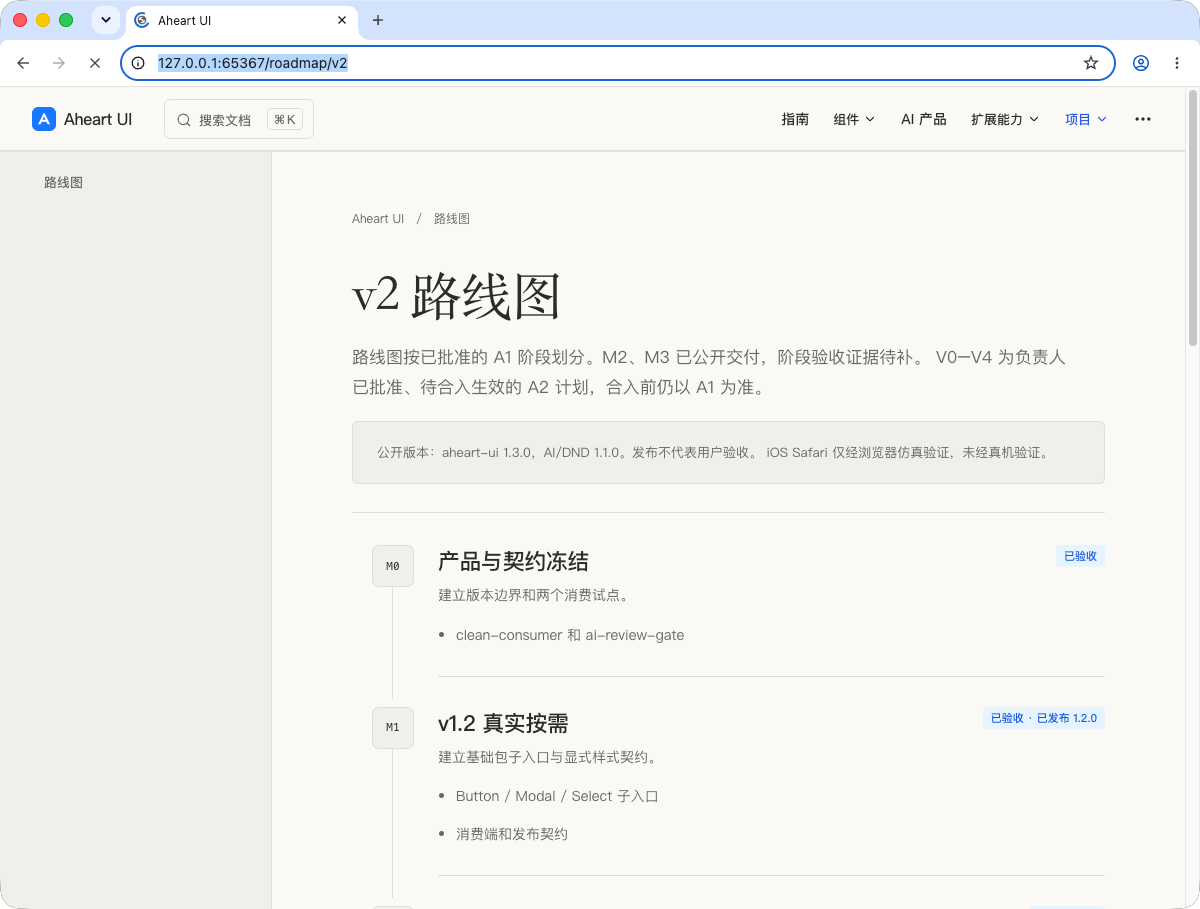 Aheart UI
127.0.0.1:65367/roadmap/v2
A Aheart UI
搜索文档 ⌘ K
指南 组件 AI 产品 扩展能力 项目
路线图
Aheart UI / 路线图
v2 路线图
路线图按已批准的 A1 阶段划分。M2、M3 已公开交付，阶段验收证据待补。 V0—V4 为负责人
已批准、待合入生效的 A2 计划，合入前仍以 A1 为准。
公开版本：aheart-ui 1.3.0，AI/DND 1.1.0。发布不代表用户验收。 iOS Safari 仅经浏览器仿真验证，未经真机验证。
M0
产品与契约冻结
已验收
建立版本边界和两个消费试点。
• clean-consumer 和 ai-review-gate
M1
v1.2 真实按需
已验收 · 已发布 1.2.0
建立基础包子入口与显式样式契约。
• Button / Modal / Select 子入口
• 消费端和发布契约